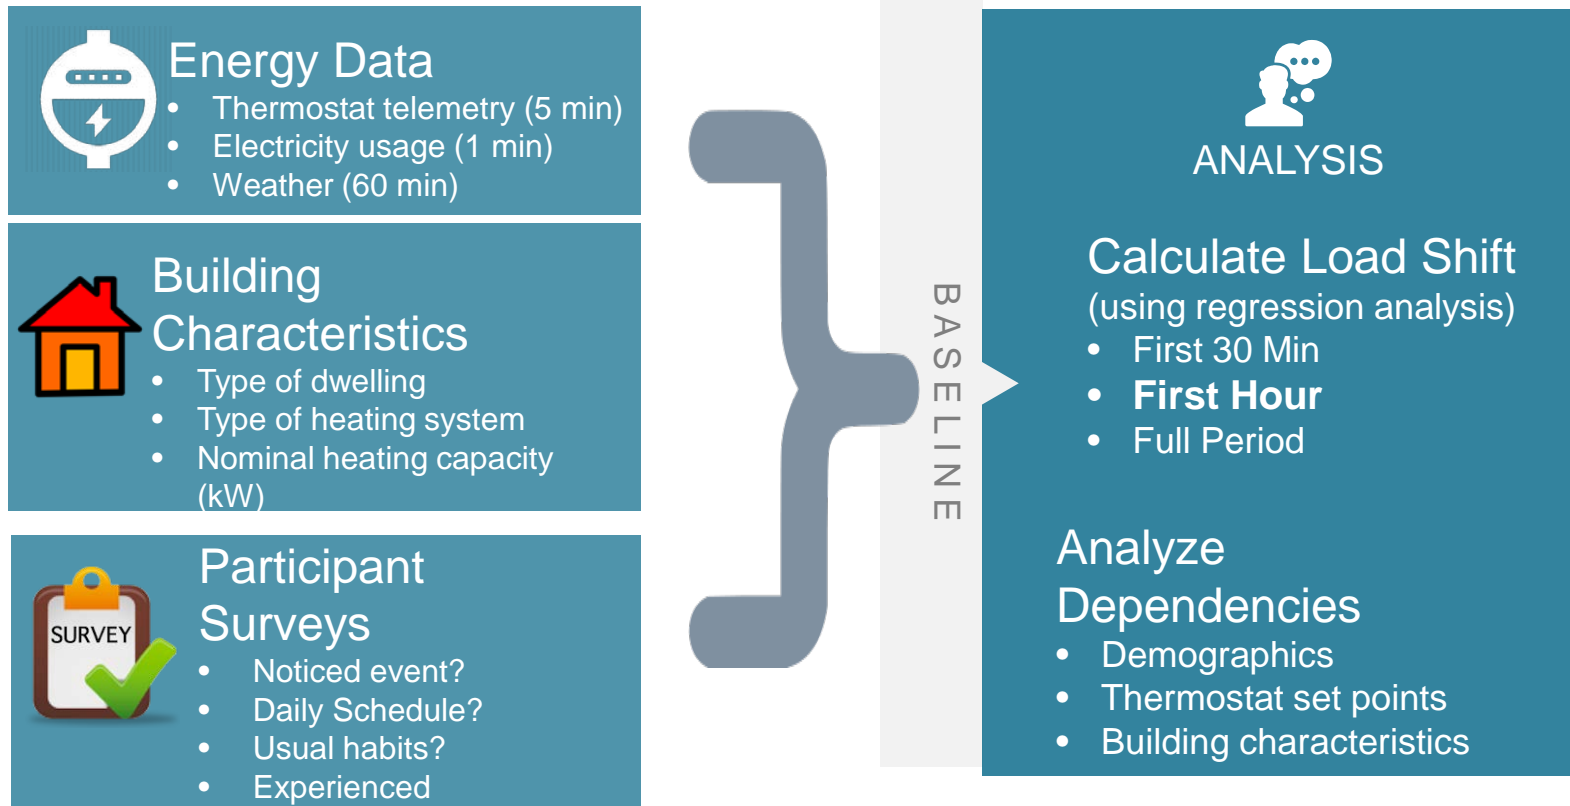 Energy Data
• Thermostat telemetry (5 min)
• Electricity usage (1 min)
• Weather (60 min)
Building
Characteristics
• Type of dwelling
• Type of heating system
• Nominal heating capacity
(kW)
SURVEY
Participant
Surveys
• Noticed event?
• Daily Schedule?
• Usual habits?
• Experienced
BASELINE
ANALYSIS
Calculate Load Shift
(using regression analysis)
• First 30 Min
• First Hour
• Full Period
Analyze
Dependencies
• Demographics
• Thermostat set points
• Building characteristics